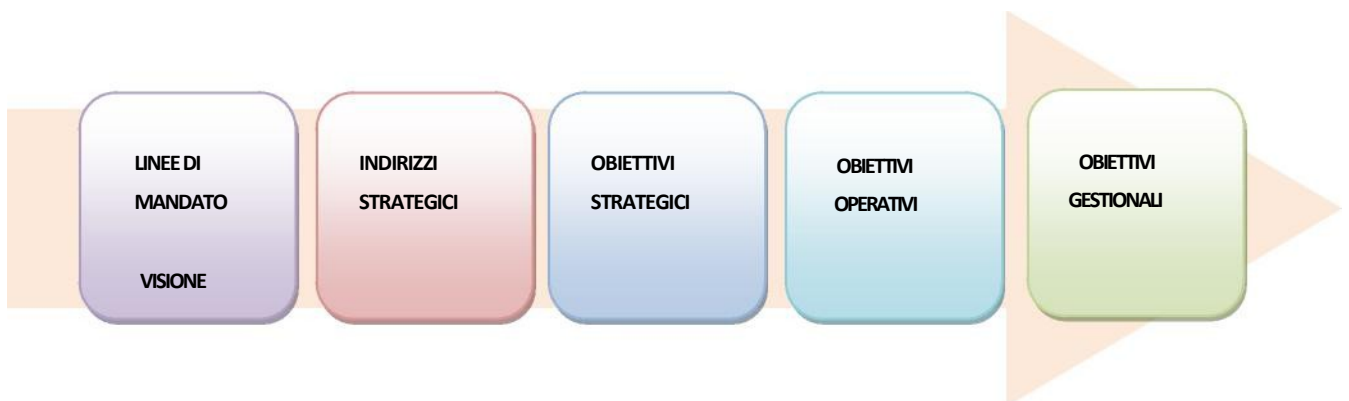 LINEE DI
MANDATO
VISIONE
INDIRIZZI
STRATEGICI
OBIETTIVI
STRATEGICI
OBIETTIVI
OPERATIVI
OBIETTIVI
GESTIONALI